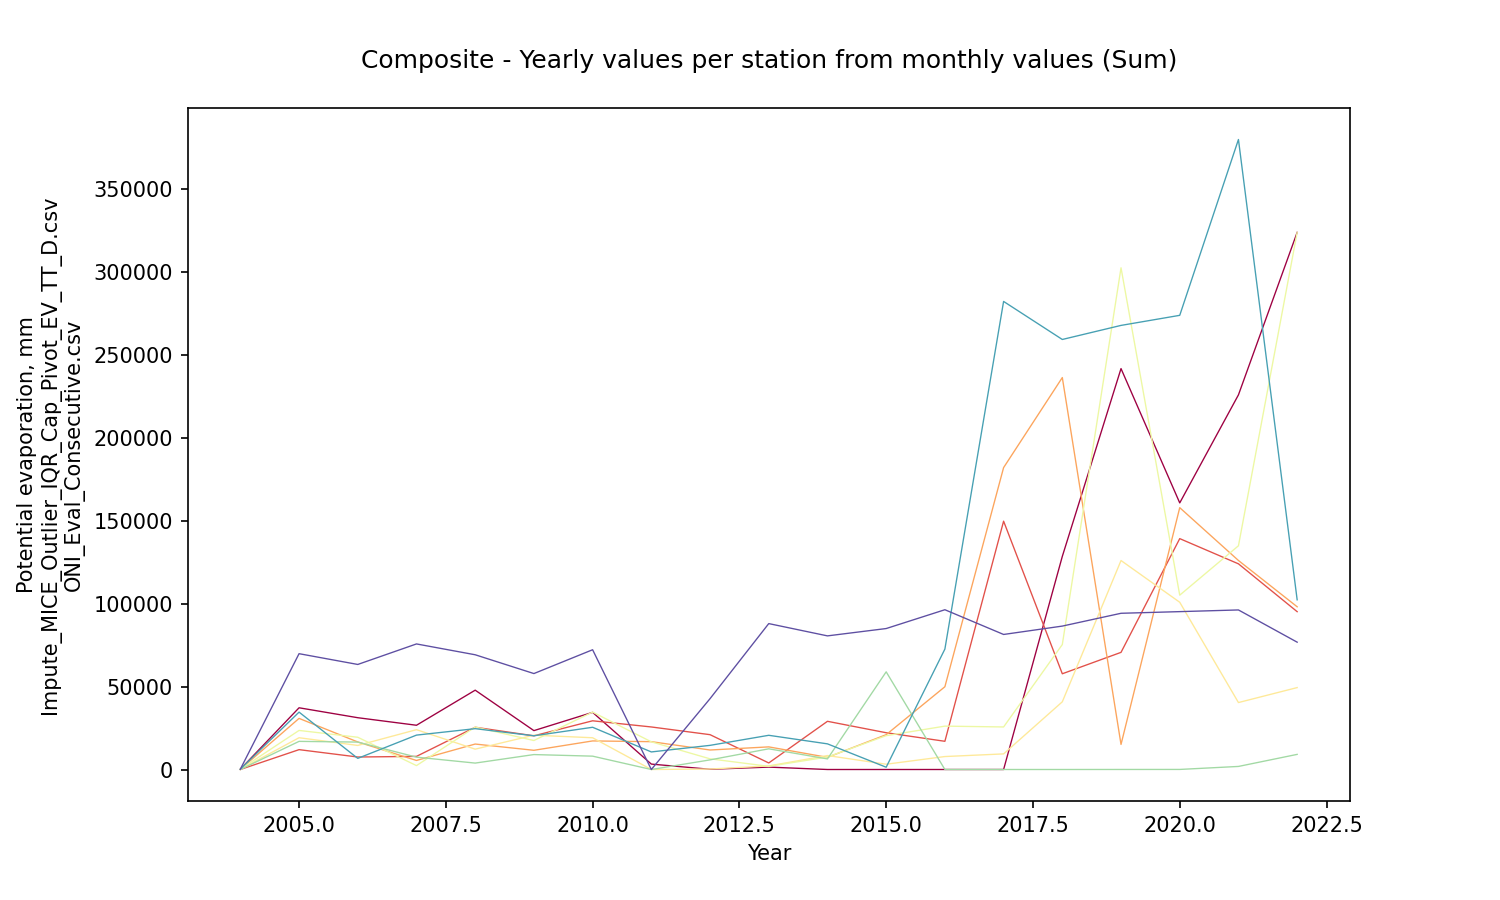 Composite - Yearly values per station from monthly values (Sum)
Potential evaporation, mm
Impute_MICE_Outlier_IQR_Cap_Pivot_EV_TT_D.csv
ONI_Eval_Consecutive.csv
350000
300000
250000
200000
150000
100000
50000
0
2005.0 2007.5 2010.0 2012.5 2015.0 2017.5 2020.0 2022.5
Year